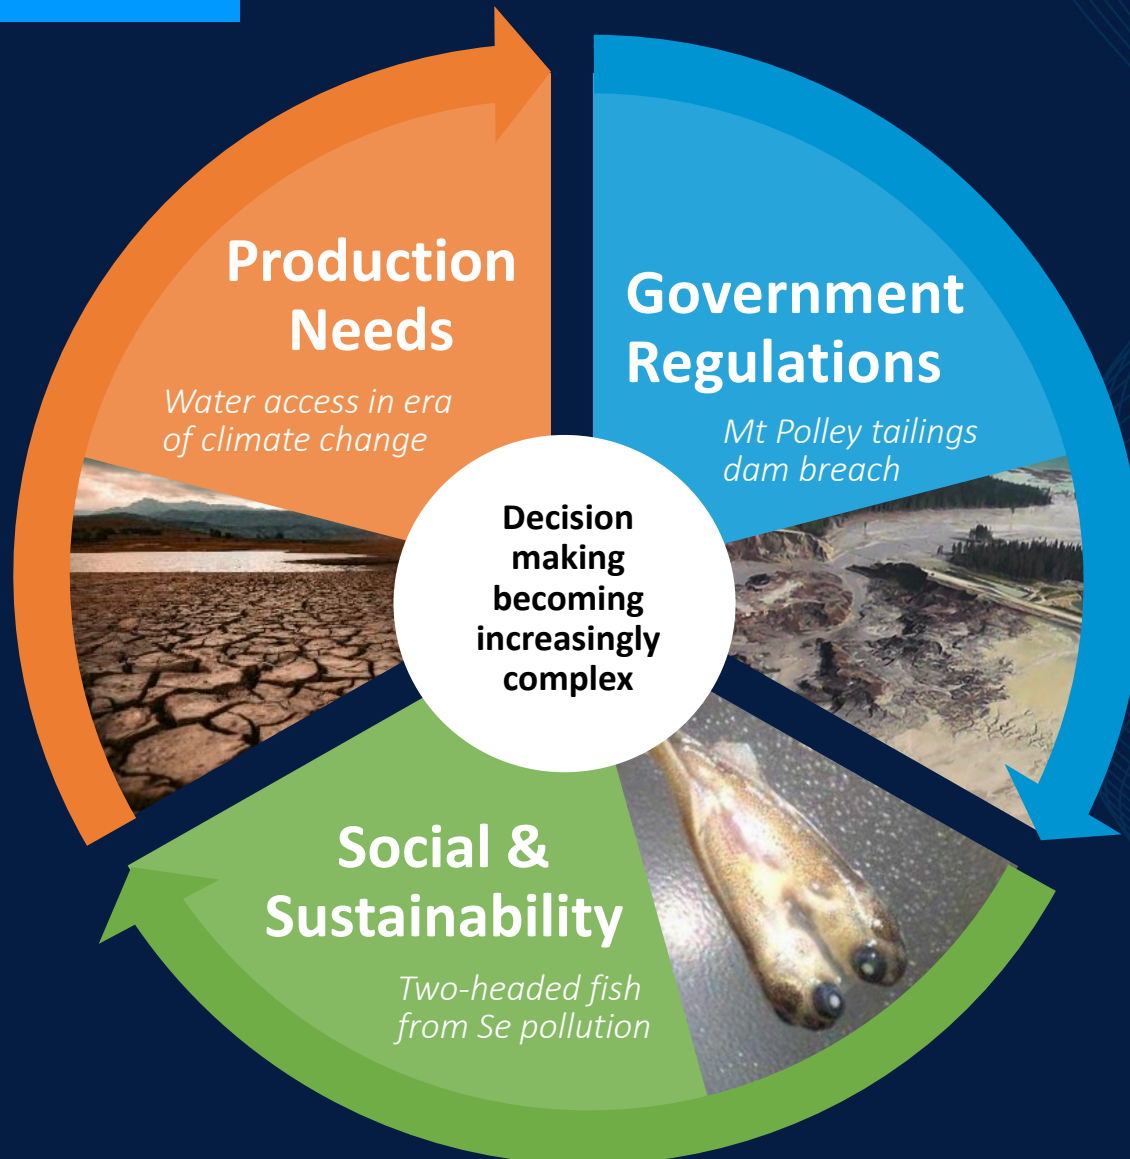 Production
Needs
Water access in era
of climate change
Government
Regulations
Mt Polley tailings
dam breach
Decision
making
becoming
increasingly
complex
Social &
Sustainability
Two-headed fish
from Se pollution